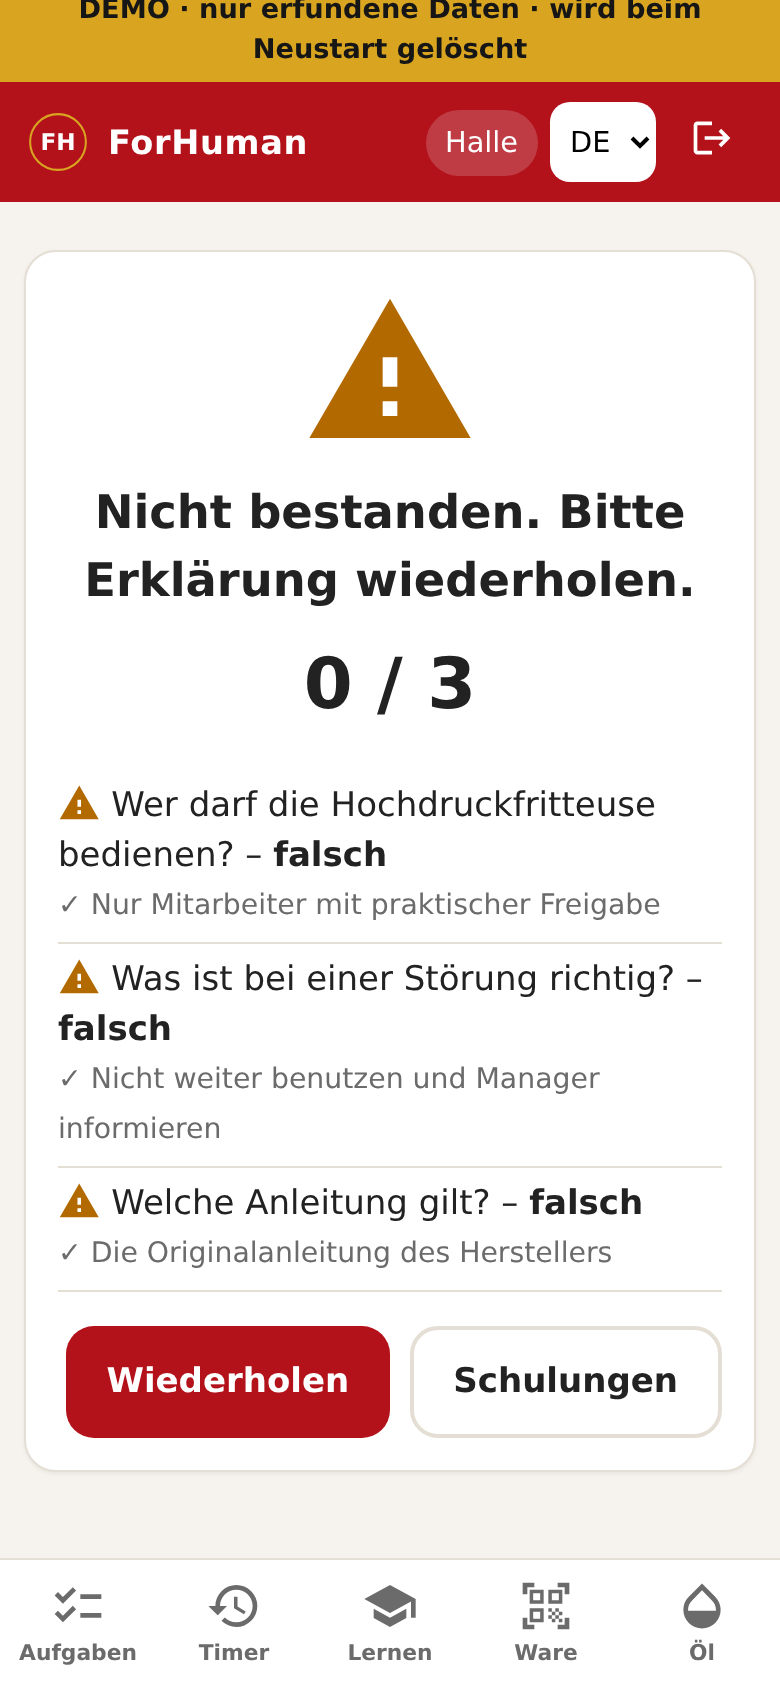 DEMO · nur erfundene Daten · wird beim
Neustart gelöscht
FH ForHuman Halle DE
Nicht bestanden. Bitte
Erklärung wiederholen.
0 / 3
Wer darf die Hochdruckfritteuse
bedienen? – falsch
✓ Nur Mitarbeiter mit praktischer Freigabe
Was ist bei einer Störung richtig? –
falsch
✓ Nicht weiter benutzen und Manager
informieren
Welche Anleitung gilt? – falsch
✓ Die Originalanleitung des Herstellers
Wiederholen Schulungen
Aufgaben Timer Lernen Ware Öl